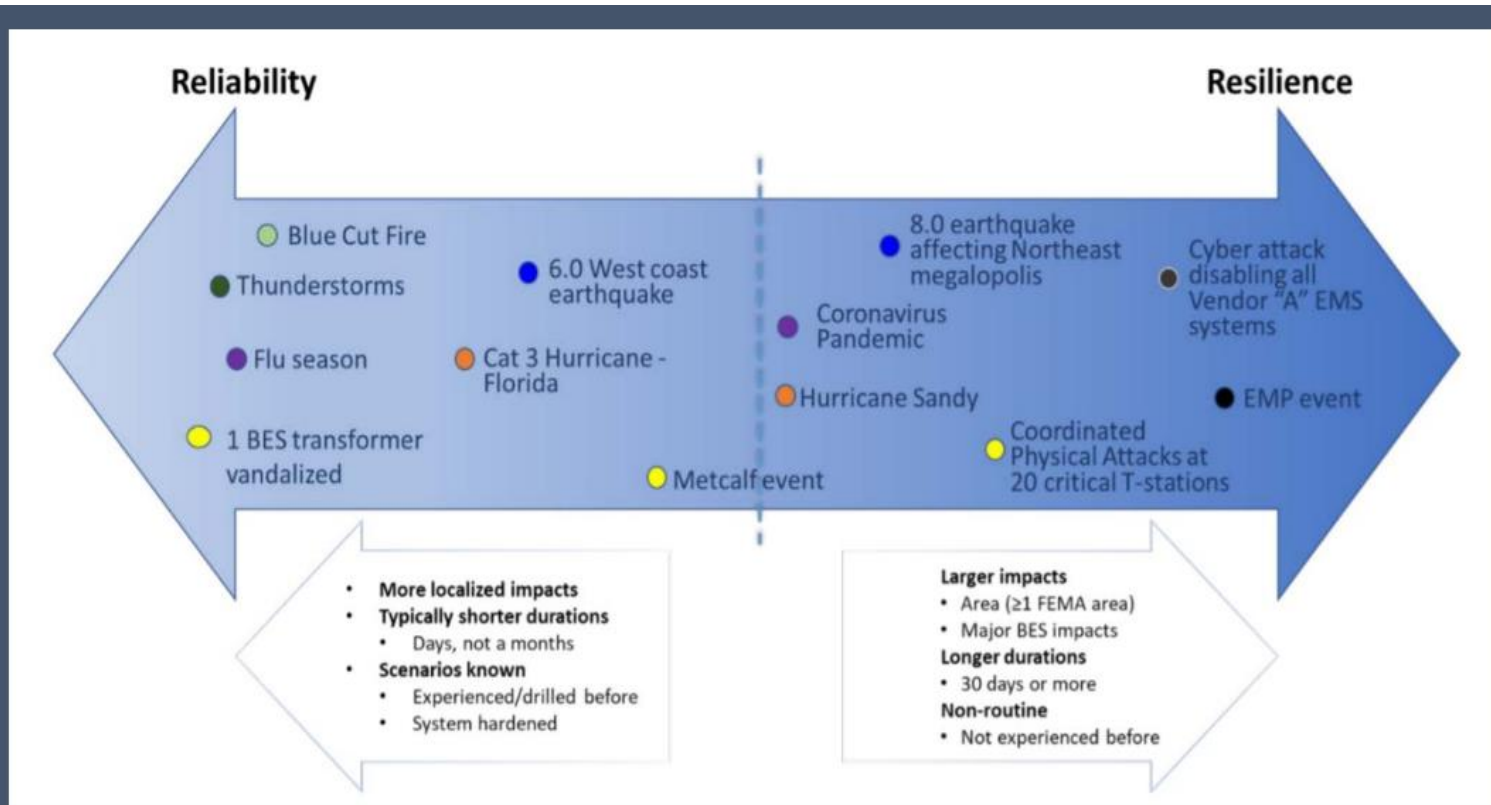 Reliability
Resilience
Blue Cut Fire
Thunderstorms
Flu season
1 BES transformer
vandalized
6.0 West coast
earthquake
Cat 3 Hurricane -
Florida
Metcalf event
8.0 earthquake
affecting Northeast
megalopolis
Coronavirus
Pandemic
Hurricane Sandy
Cyber attack
disabling all
Vendor “A” EMS
systems
EMP event
Coordinated
Physical Attacks at
20 critical T-stations
• More localized impacts
• Typically shorter durations
• Days, not a months
• Scenarios known
• Experienced/drilled before
• System hardened
Larger impacts
• Area (≥1 FEMA area)
• Major BES impacts
Longer durations
• 30 days or more
Non-routine
• Not experienced before